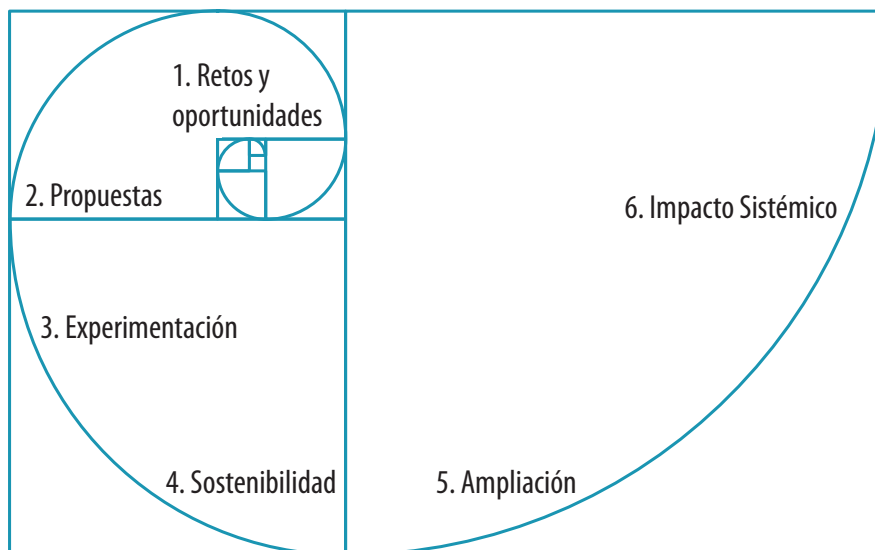 1. Retos y
oportunidades
2. Propuestas
3. Experimentación
4. Sostenibilidad
5. Ampliación
6. Impacto Sistémico